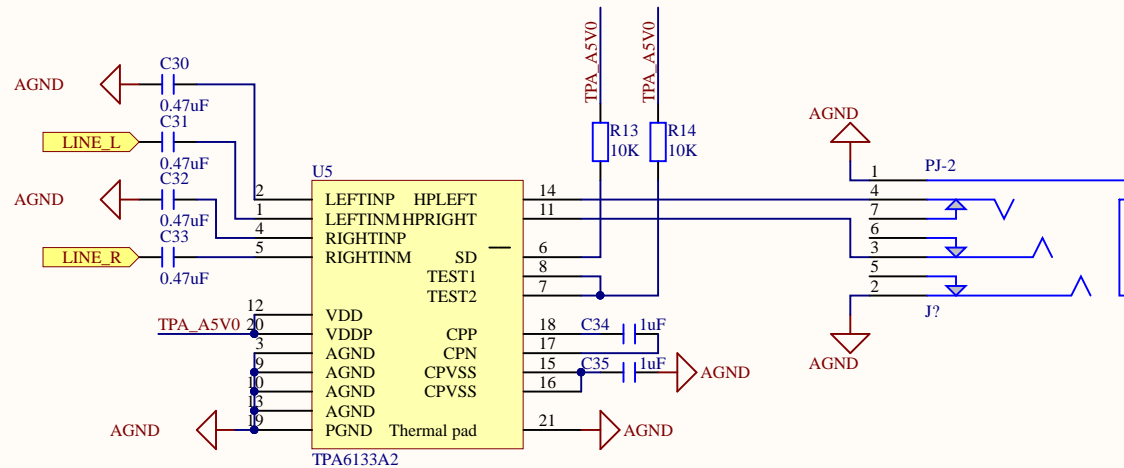 TPA_A5V0
TPA_A5V0
C30
AGND
0.47uF
C31
LINE_L
0.47uF
R13
R14
10K
10K
AGND
C32
AGND
0.47uF
U5
1
PJ-2
2
LEFTINP
HPLEFT
14
4
C33
1
LEFTINM
HPRIGHT
11
7
4
RIGHTINP
6
LINE_R
5
RIGHTINM
SD
6
3
0.47uF
TEST1
8
5
TEST2
7
2
12
VDD
J?
TPA_A5V0
20
VDDP
CPP
18
C34
1uF
3
AGND
CPN
17
AGND
9
AGND
CPVSS
15
C35
1uF
AGND
10
AGND
CPVSS
16
13
AGND
AGND
19
PGND
Thermal pad
21
AGND
TPA6133A2